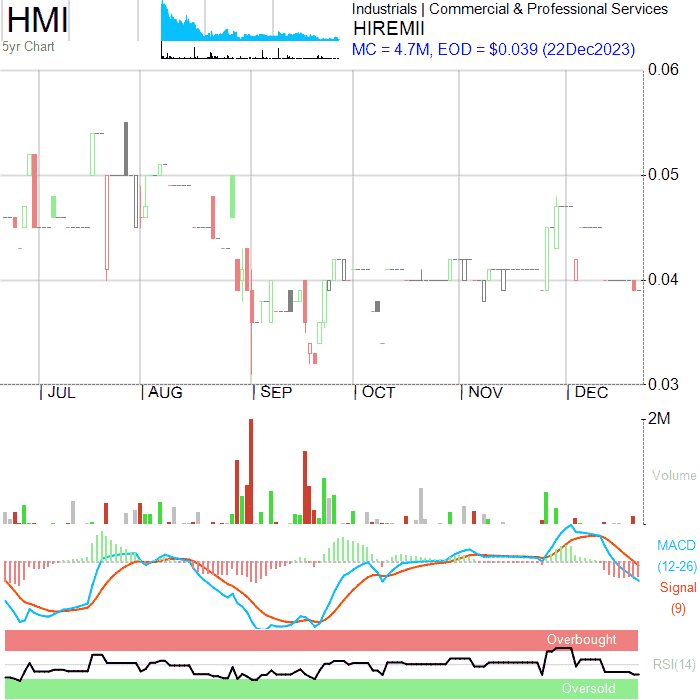 HMI
5yr Chart
Industrials | Commercial & Professional Services
HIREMII
MC = 4.7M, EOD = $0.039 (22Dec2023)
0.06
0.05
0.04
0.03
JUL
AUG
SEP
OCT
NOV
DEC
2M
Volume
MACD
(12-26)
Signal
(9)
Overbought
RSI(14)
Oversold